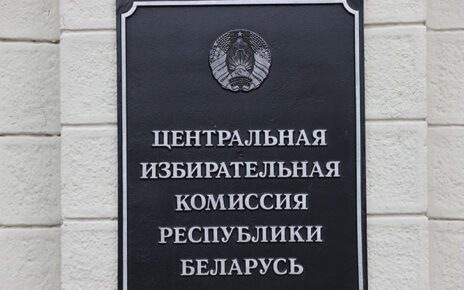 ЦЕНТРАЛЬНАЯ
ИЗБИРАТЕЛЬНАЯ
КОМИССИЯ
РЕСПУБЛИКИ
БЕЛАРУСЬ